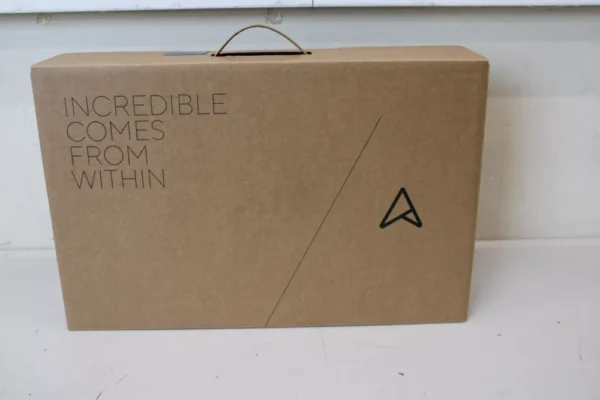 INCREDIBLE
COMES
FROM
WITHIN